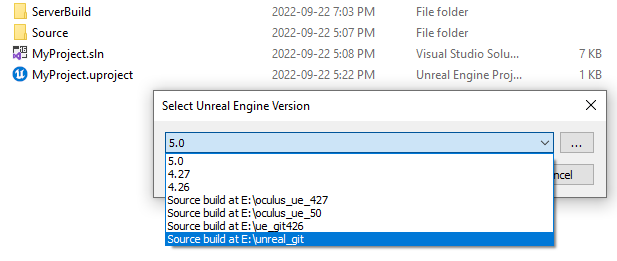 ServerBuild 2022-09-22 7:03 PM File folder
Source 2022-09-22 5:07 PM File folder
MyProject.sln 2022-09-22 5:08 PM Visual Studio Solu... 7 KB
MyProject.uproject 2022-09-22 5:22 PM Unreal Engine Proj... 1 KB
Select Unreal Engine Version
5.0 ...
5.0
4.27
4.26
ncel
Source build at E:\oculus_ue_427
Source build at E:\oculus_ue_50
Source build at E:\ue_git426
Source build at E:\unreal_git